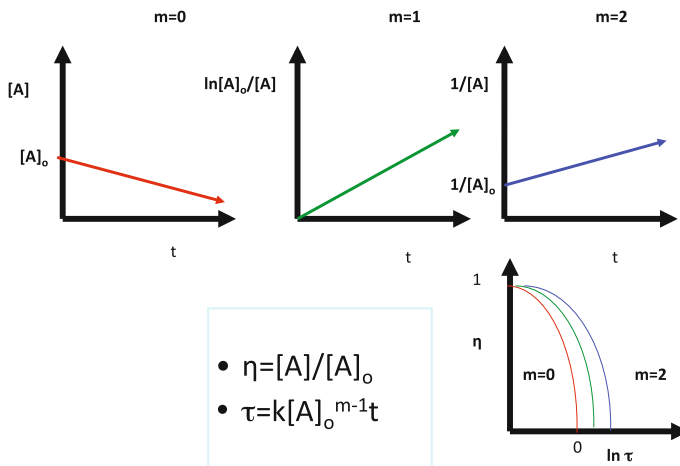 m=0
m=1
m=2
[A]
[A]ₒ
t
ln[A]ₒ/[A]
t
1/[A]
1/[A]ₒ
t
• η=[A]/[A]ₒ
• τ=k[A]ₒᵐ⁻¹t
1
η
m=0
m=2
0
ln τ